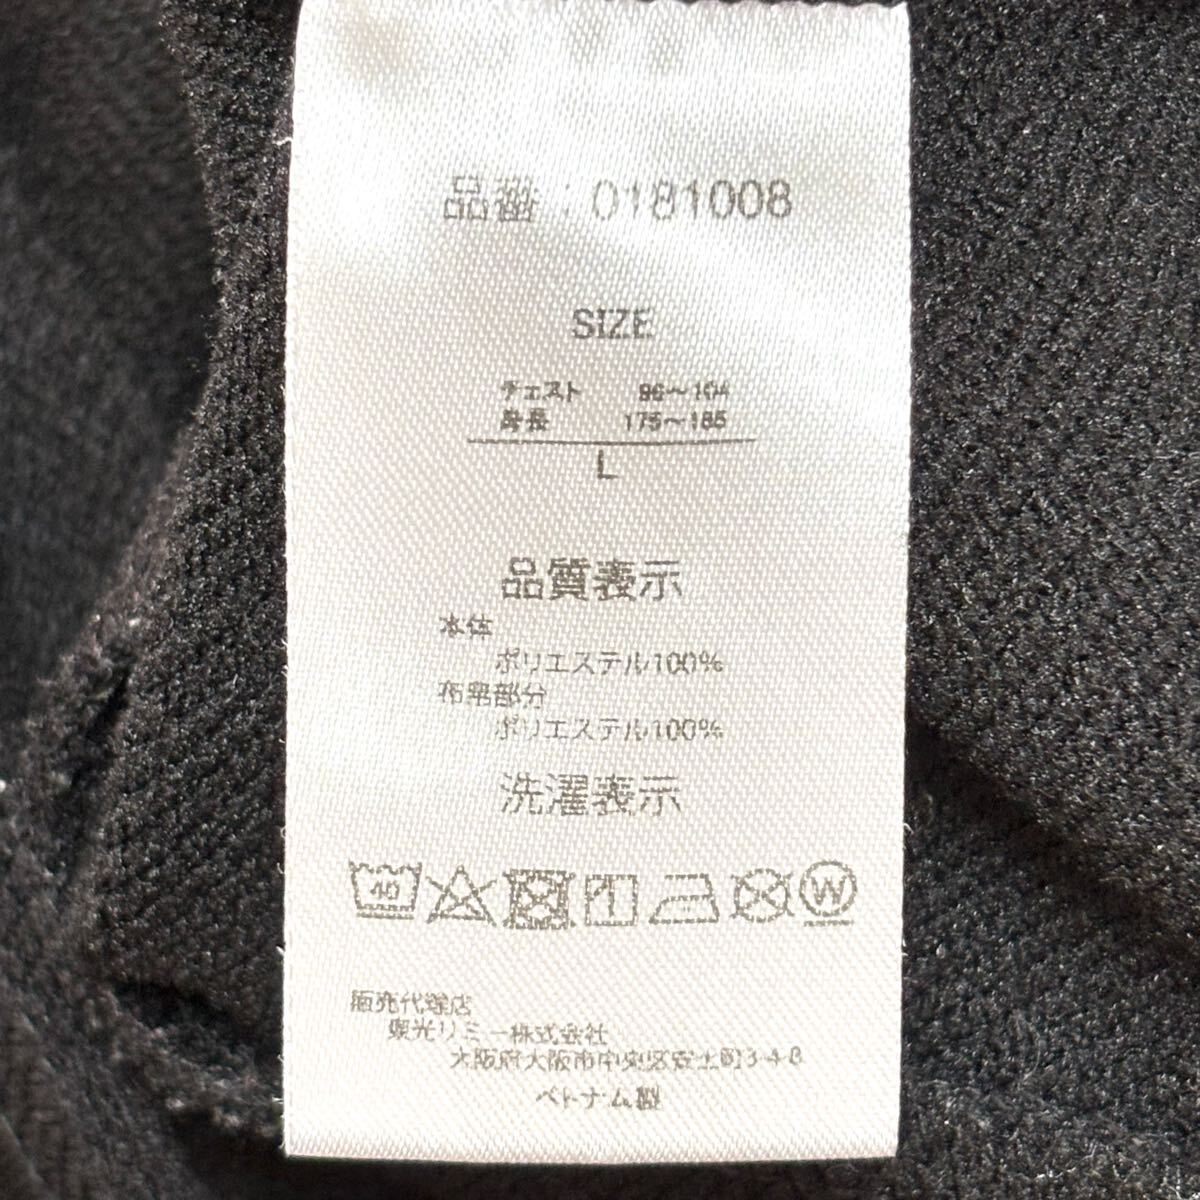 品番：0181008
SIZE
チェスト 96～104
身長 175～185
L
品質表示
本体
ポリエステル100%
布帛部分
ポリエステル100%
洗濯表示
40
W
販売代理店
東光リミー株式会社
大阪府大阪市中央区安土町3-4-8
ベトナム製